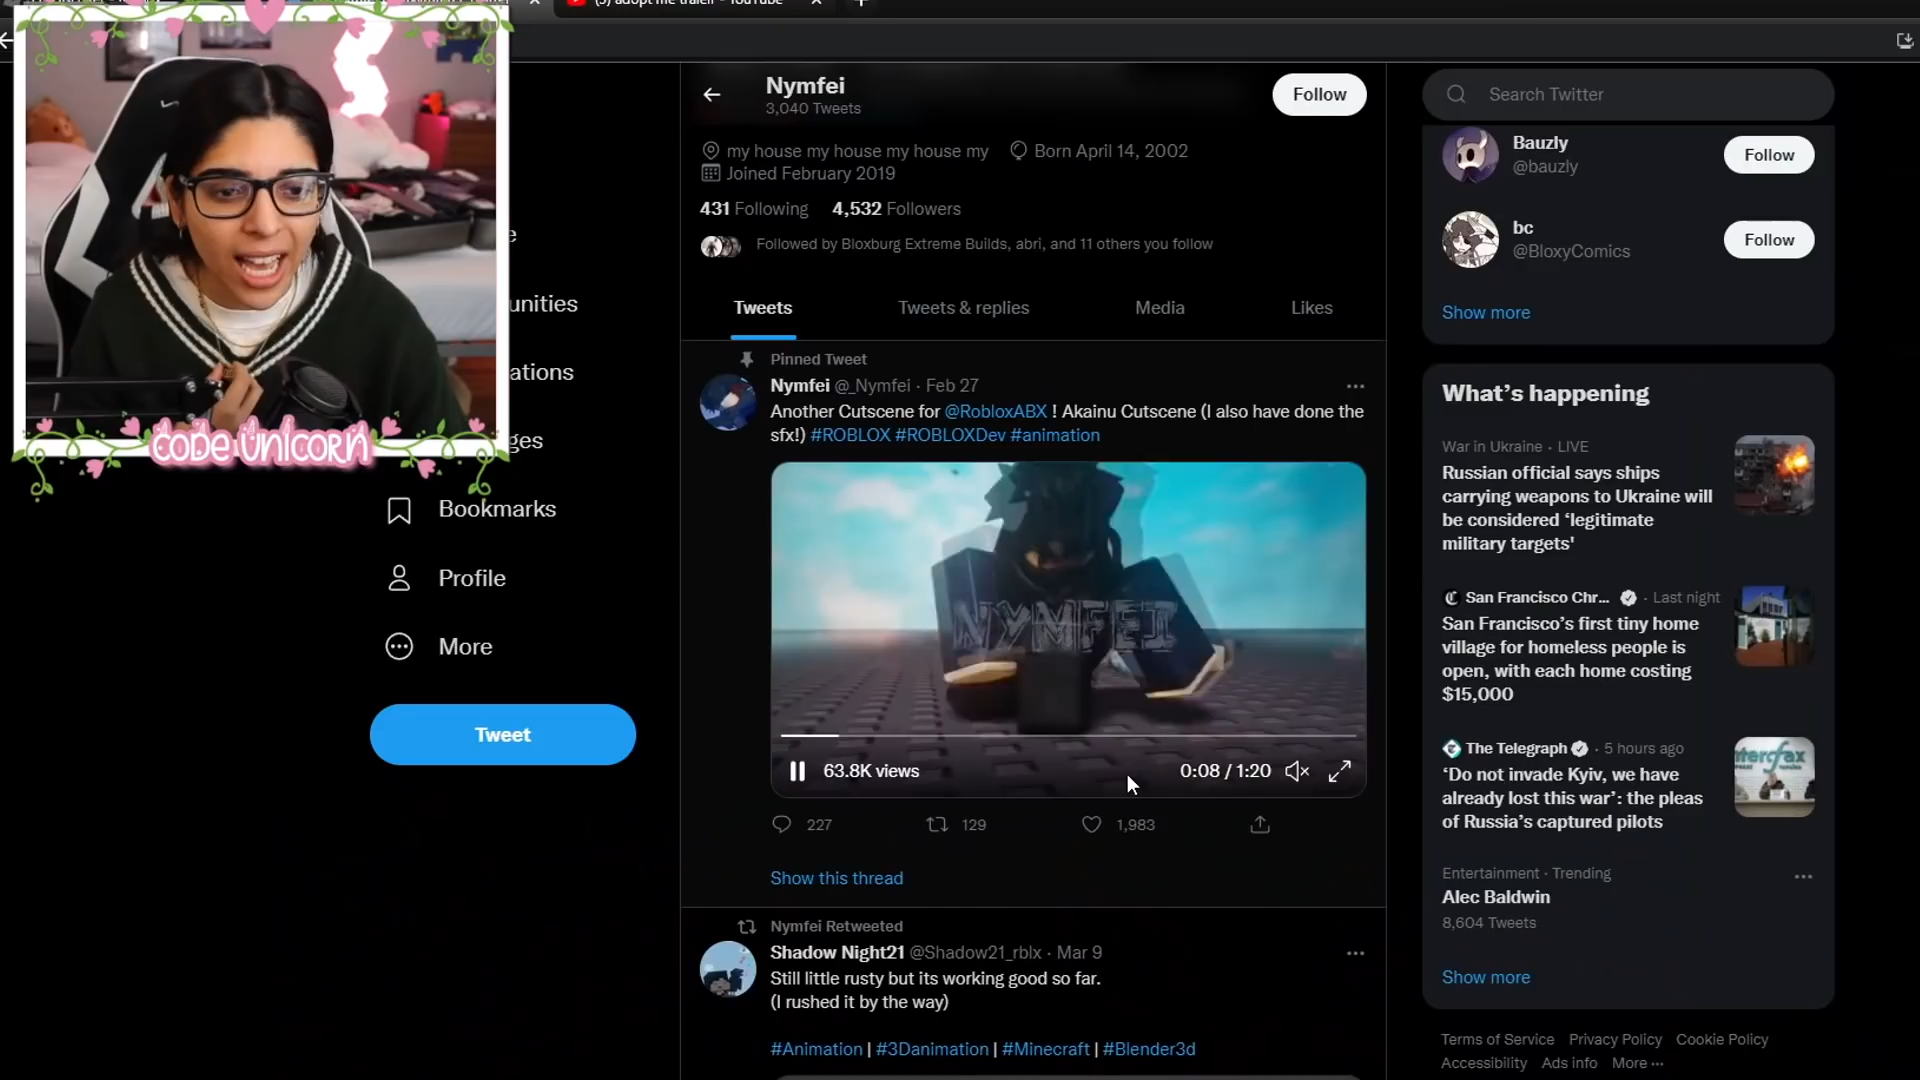 YouTube
Nymfei
3,040 Tweets
Follow
my house my house my house my
Born April 14, 2002
Joined February 2019
431 Following
4,532 Followers
Followed by Bloxburg Extreme Builds, abri, and 11 others you follow
Tweets
Tweets & replies
Media
Likes
Pinned Tweet
Nymfei @_Nymfei · Feb 27
Another Cutscene for @RobloxABX ! Akainu Cutscene (I also have done the
sfx!) #ROBLOX #ROBLOXDev #animation
NYMFEI
63.8K views
0:08 / 1:20
227
129
1,983
Show this thread
Nymfei Retweeted
Shadow Night21 @Shadow21_rblx · Mar 9
Still little rusty but its working good so far.
(I rushed it by the way)
#Animation | #3Danimation | #Minecraft | #Blender3d
CODE UNICORN
e
unities
ations
ges
Bookmarks
Profile
More
Tweet
Search Twitter
Bauzly
@bauzly
Follow
bc
@BloxyComics
Follow
Show more
What's happening
War in Ukraine · LIVE
Russian official says ships
carrying weapons to Ukraine will
be considered 'legitimate
military targets'
San Francisco Chr... · Last night
San Francisco's first tiny home
village for homeless people is
open, with each home costing
$15,000
The Telegraph · 5 hours ago
'Do not invade Kyiv, we have
already lost this war': the pleas
of Russia's captured pilots
Entertainment · Trending
Alec Baldwin
8,604 Tweets
Show more
Terms of Service Privacy Policy Cookie Policy
Accessibility Ads info More ···